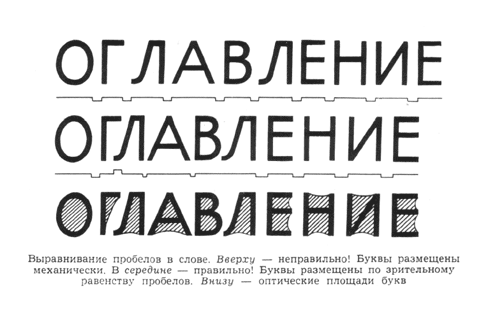 ОГЛАВЛЕНИЕ
ОГЛАВЛЕНИЕ
ОГЛАВЛЕНИЕ
Выравнивание пробелов в слове. Вверху — неправильно! Буквы размещены
механически. В середине — правильно! Буквы размещены по зрительному
равенству пробелов. Внизу — оптические площади букв